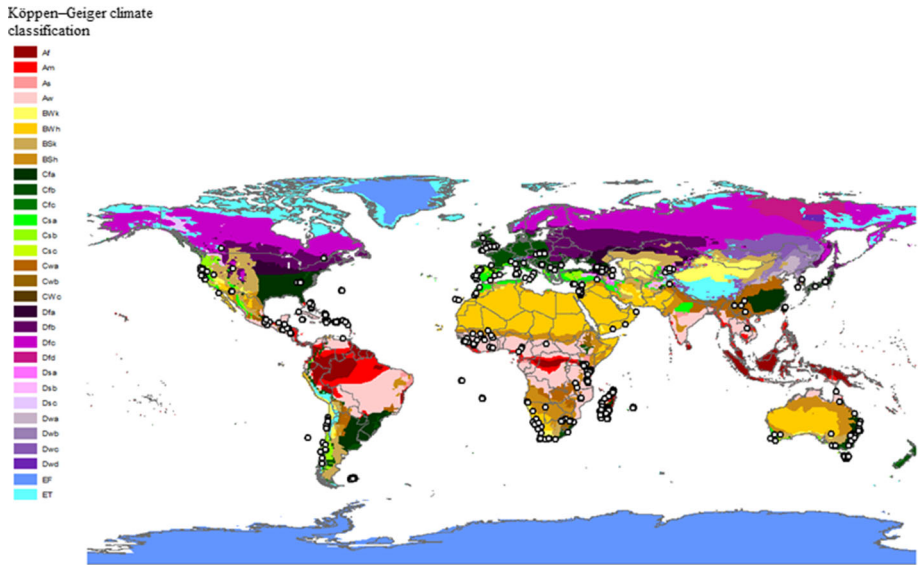 Köppen–Geiger climate
classification
Af
Am
As
Aw
BWk
BWh
BSk
BSh
Cfa
Cfb
Cfc
Csa
Csb
Csc
Cwa
Cwb
CWc
Dfa
Dfb
Dfc
Dfd
Dsa
Dsb
Dsc
Dwa
Dwb
Dwc
Dwd
EF
ET